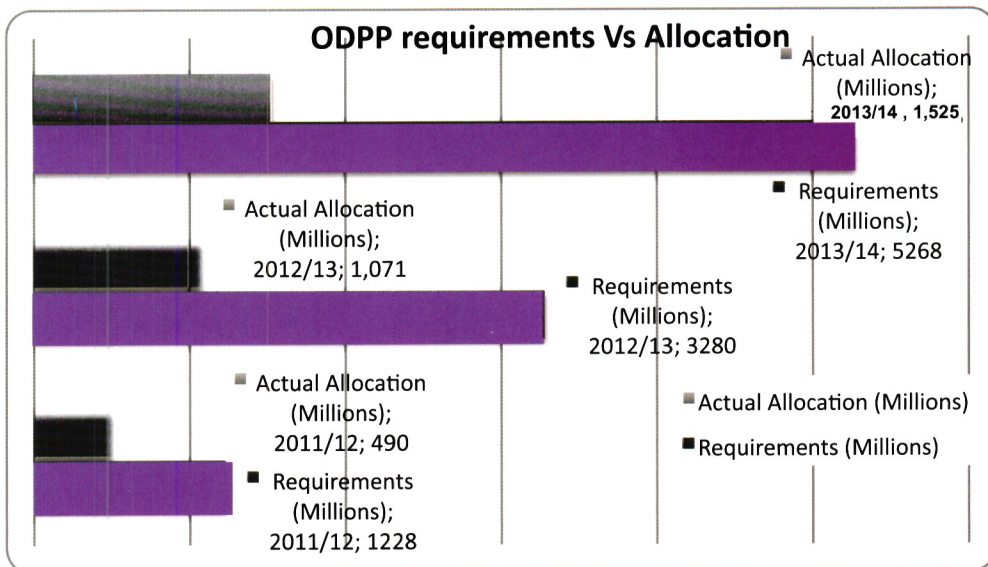 ODPP requirements Vs Allocation
Actual Allocation
(Millions);
2013/14 , 1,525,
Requirements
(Millions);
2013/14; 5268
Actual Allocation
(Millions);
2012/13; 1,071
Requirements
(Millions);
2012/13; 3280
Actual Allocation
(Millions);
2011/12; 490
Requirements
(Millions);
2011/12; 1228
Actual Allocation (Millions)
Requirements (Millions)